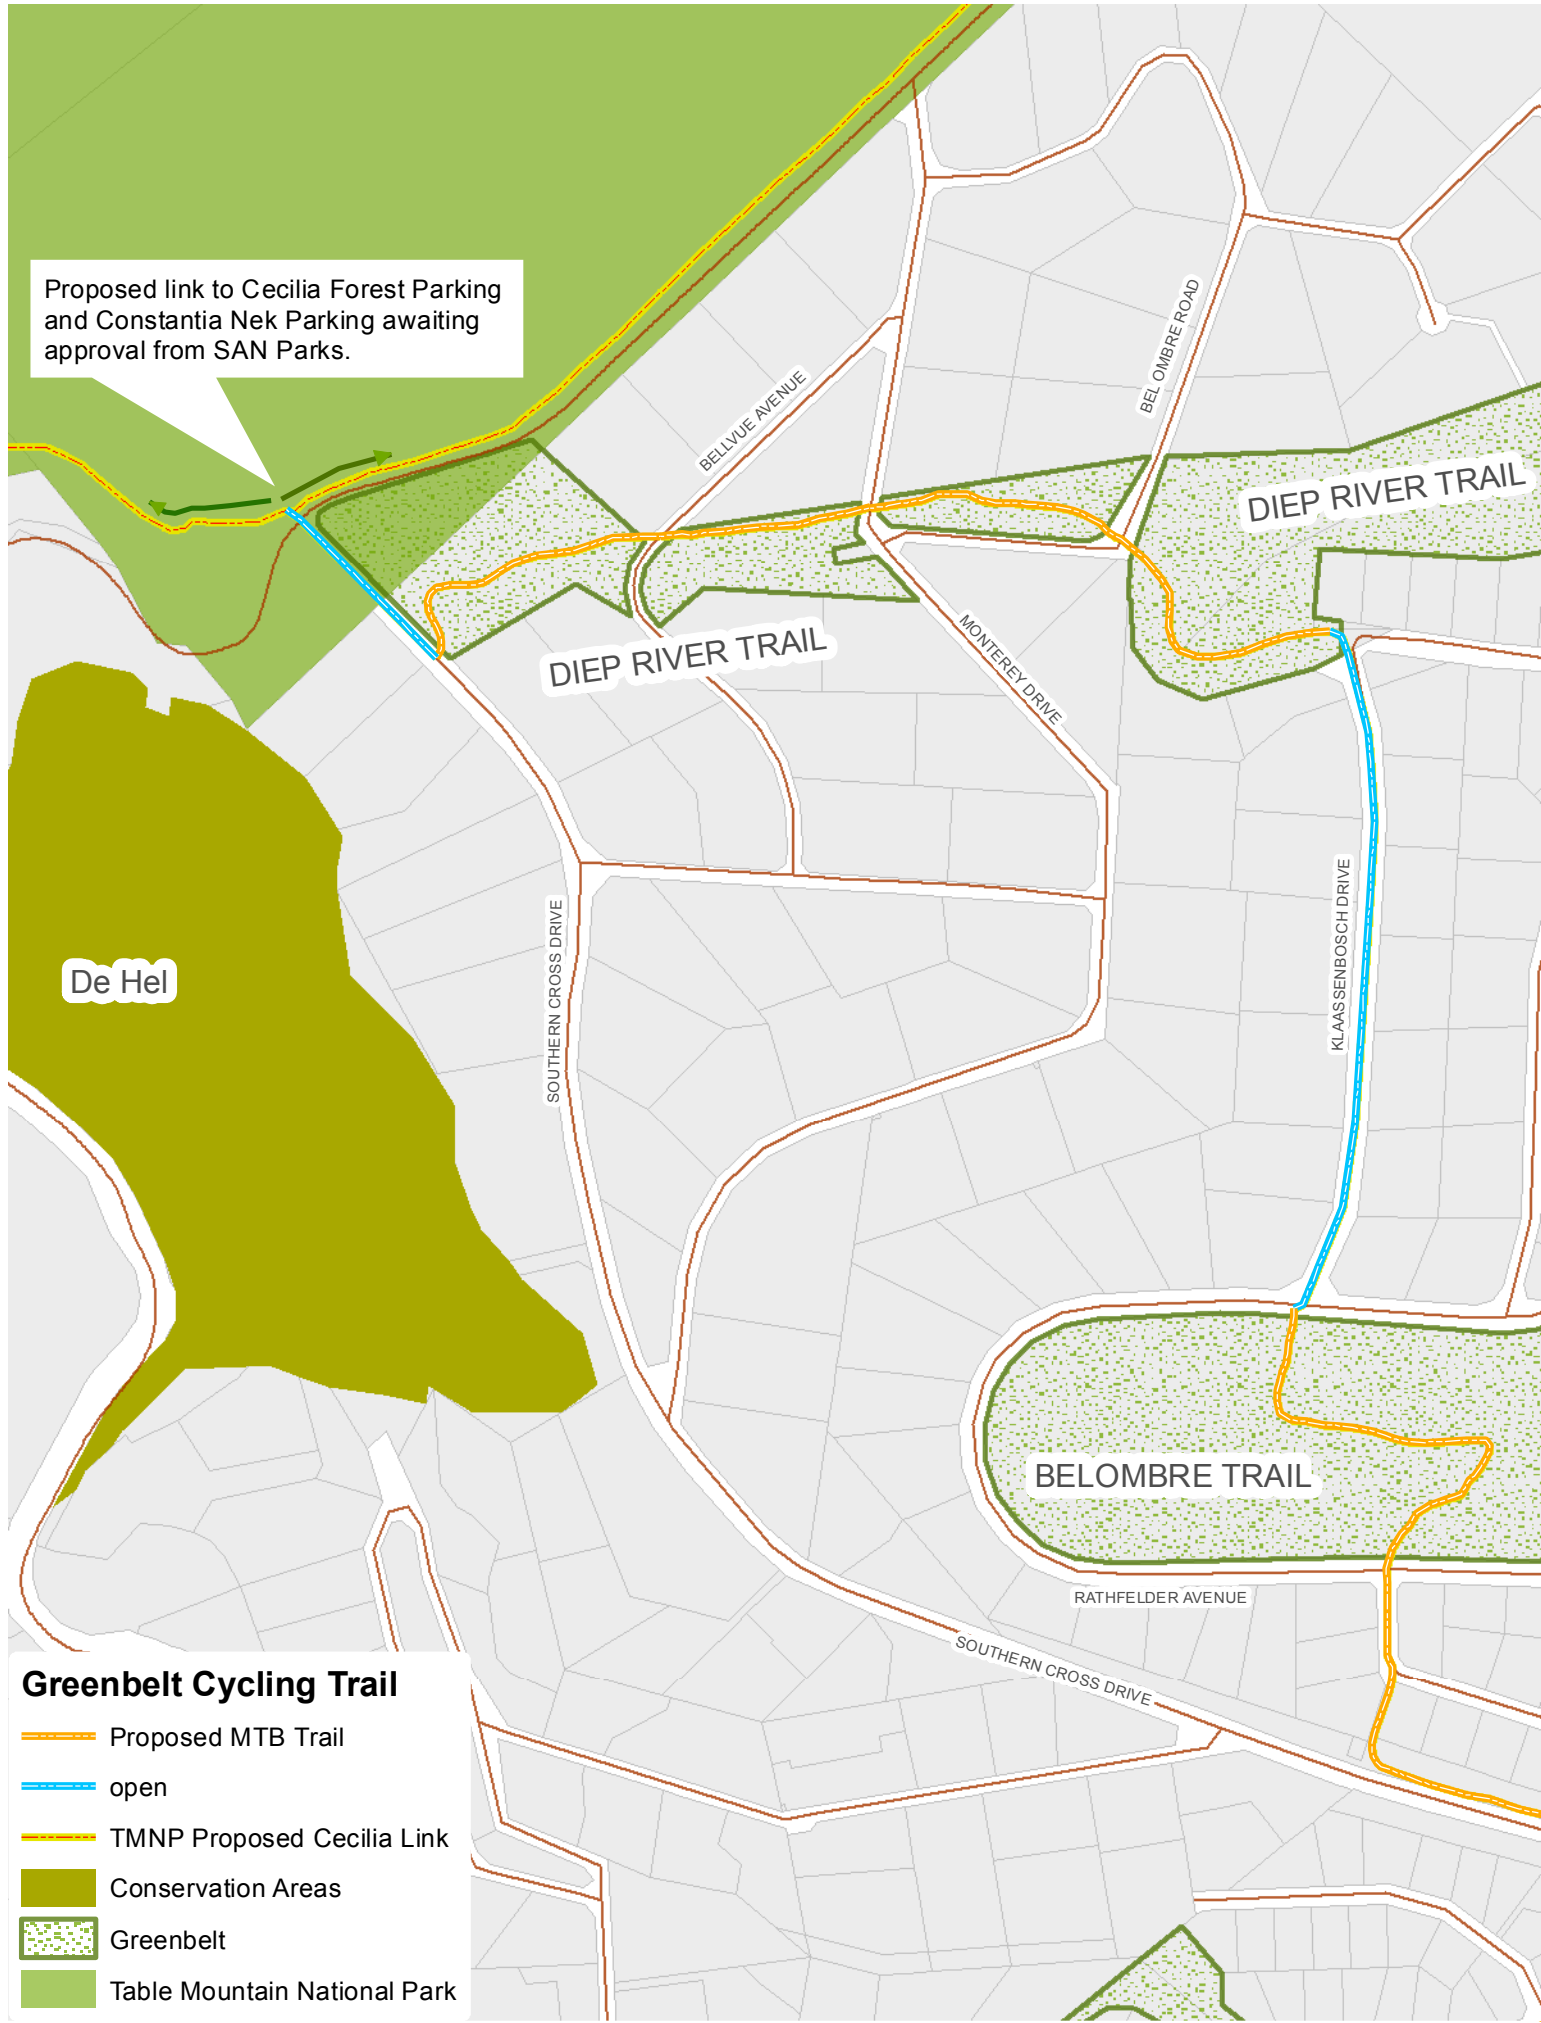 Proposed link to Cecilia Forest Parking
and Constantia Nek Parking awaiting
approval from SAN Parks.
BELLVUE AVENUE
BEL OMBRE ROAD
DIEP RIVER TRAIL
DIEP RIVER TRAIL
MONTEREY DRIVE
KLAASSENBOSCH DRIVE
SOUTHERN CROSS DRIVE
De Hel
BELOMBRE TRAIL
RATHFELDER AVENUE
SOUTHERN CROSS DRIVE
Greenbelt Cycling Trail
Proposed MTB Trail
open
TMNP Proposed Cecilia Link
Conservation Areas
Greenbelt
Table Mountain National Park